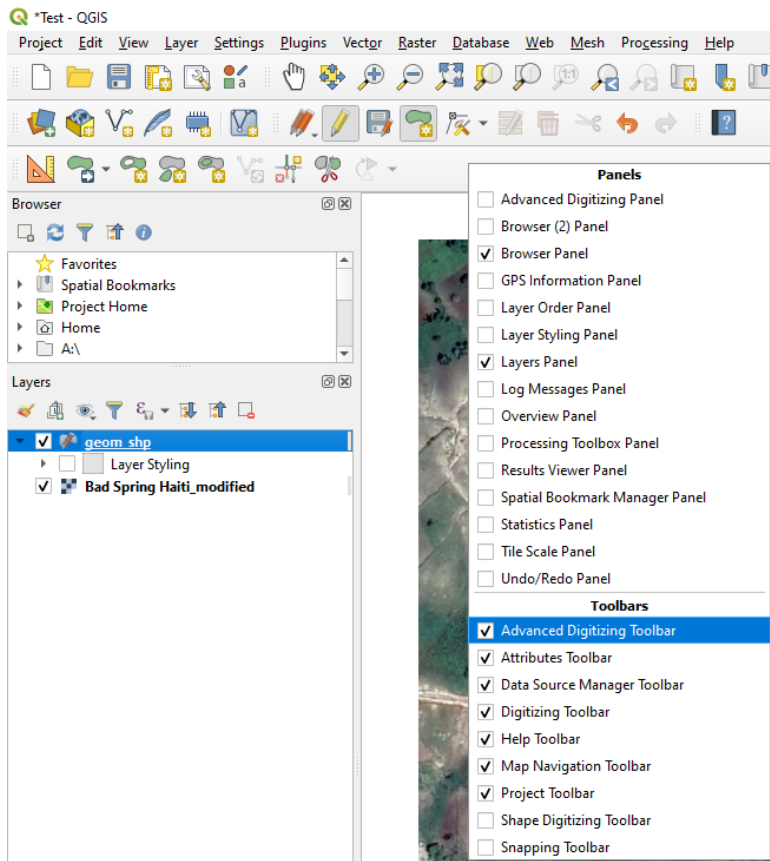 *Test - QGIS
Project Edit View Layer Settings Plugins Vector Raster Database Web Mesh Processing Help
a
1:1
?
Panels
Advanced Digitizing Panel
Browser (2) Panel
Browser Panel
GPS Information Panel
Layer Order Panel
Layer Styling Panel
Layers Panel
Log Messages Panel
Overview Panel
Processing Toolbox Panel
Results Viewer Panel
Spatial Bookmark Manager Panel
Statistics Panel
Tile Scale Panel
Undo/Redo Panel
Toolbars
Advanced Digitizing Toolbar
Attributes Toolbar
Data Source Manager Toolbar
Digitizing Toolbar
Help Toolbar
Map Navigation Toolbar
Project Toolbar
Shape Digitizing Toolbar
Snapping Toolbar
Browser
Favorites
Spatial Bookmarks
Project Home
Home
A:\
Layers
geom_shp
Layer Styling
Bad Spring Haiti_modified